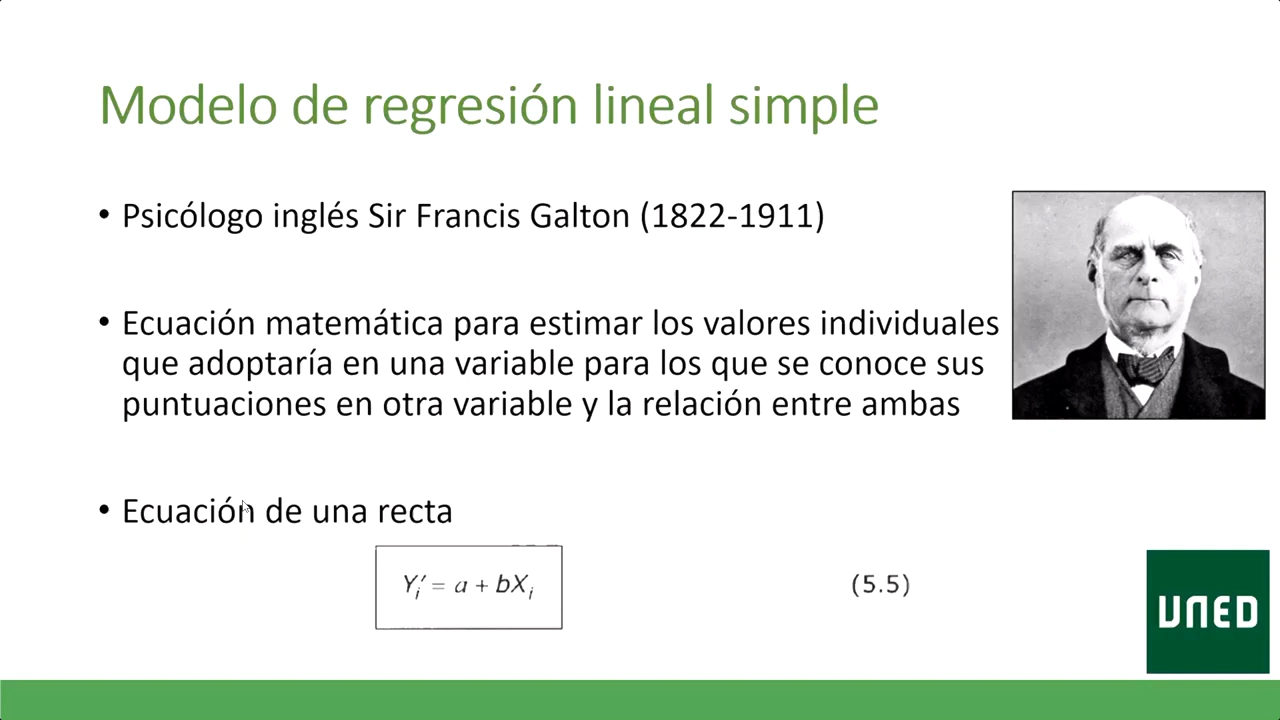 Modelo de regresión lineal simple
• Psicólogo inglés Sir Francis Galton (1822-1911)
• Ecuación matemática para estimar los valores individuales
que adoptaría en una variable para los que se conoce sus
puntuaciones en otra variable y la relación entre ambas
• Ecuación de una recta
Y′ᵢ = a + bXᵢ (5.5)
UNED